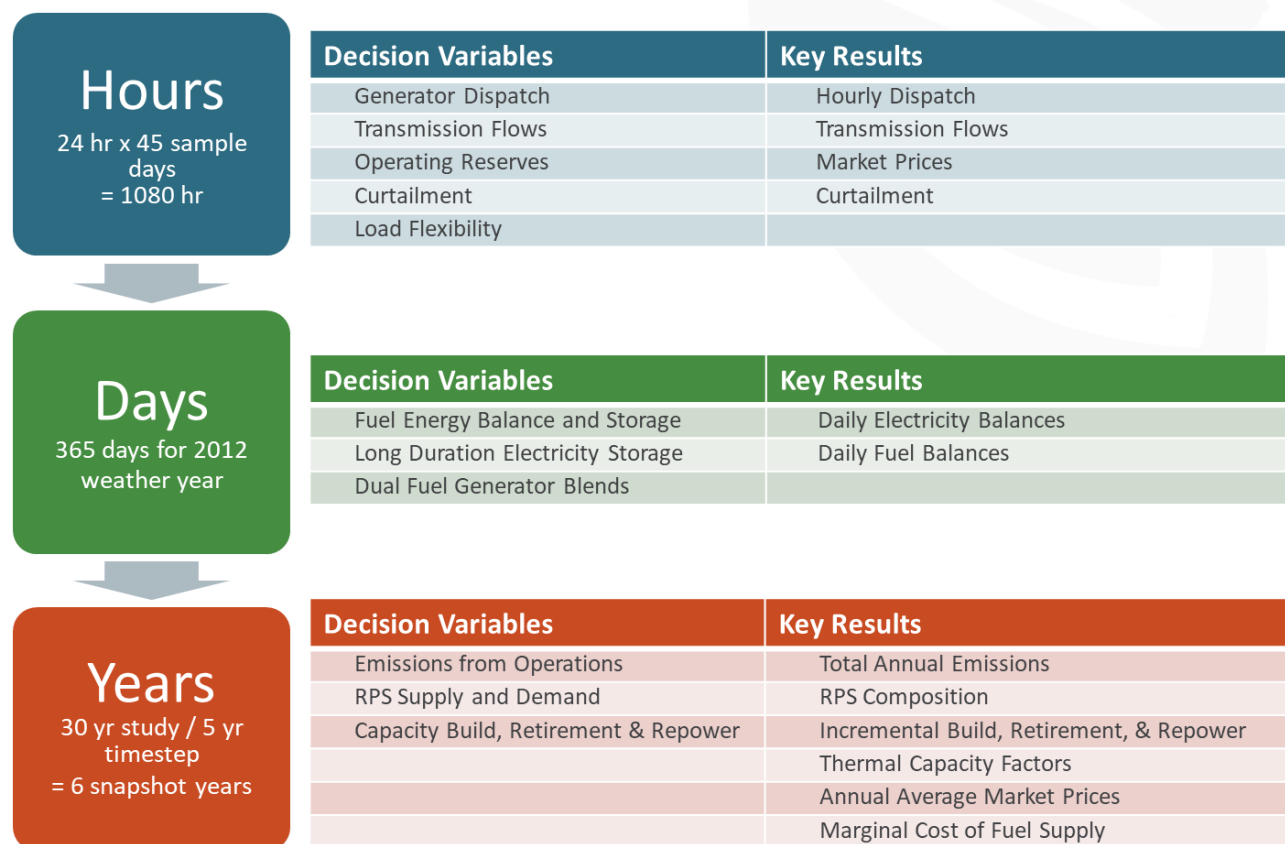 Hours
24 hr x 45 sample
days
= 1080 hr
Decision Variables Key Results
Generator Dispatch Hourly Dispatch
Transmission Flows Transmission Flows
Operating Reserves Market Prices
Curtailment Curtailment
Load Flexibility
Days
365 days for 2012
weather year
Decision Variables Key Results
Fuel Energy Balance and Storage Daily Electricity Balances
Long Duration Electricity Storage Daily Fuel Balances
Dual Fuel Generator Blends
Years
30 yr study / 5 yr
timestep
= 6 snapshot years
Decision Variables Key Results
Emissions from Operations Total Annual Emissions
RPS Supply and Demand RPS Composition
Capacity Build, Retirement & Repower Incremental Build, Retirement, & Repower
Thermal Capacity Factors
Annual Average Market Prices
Marginal Cost of Fuel Supply